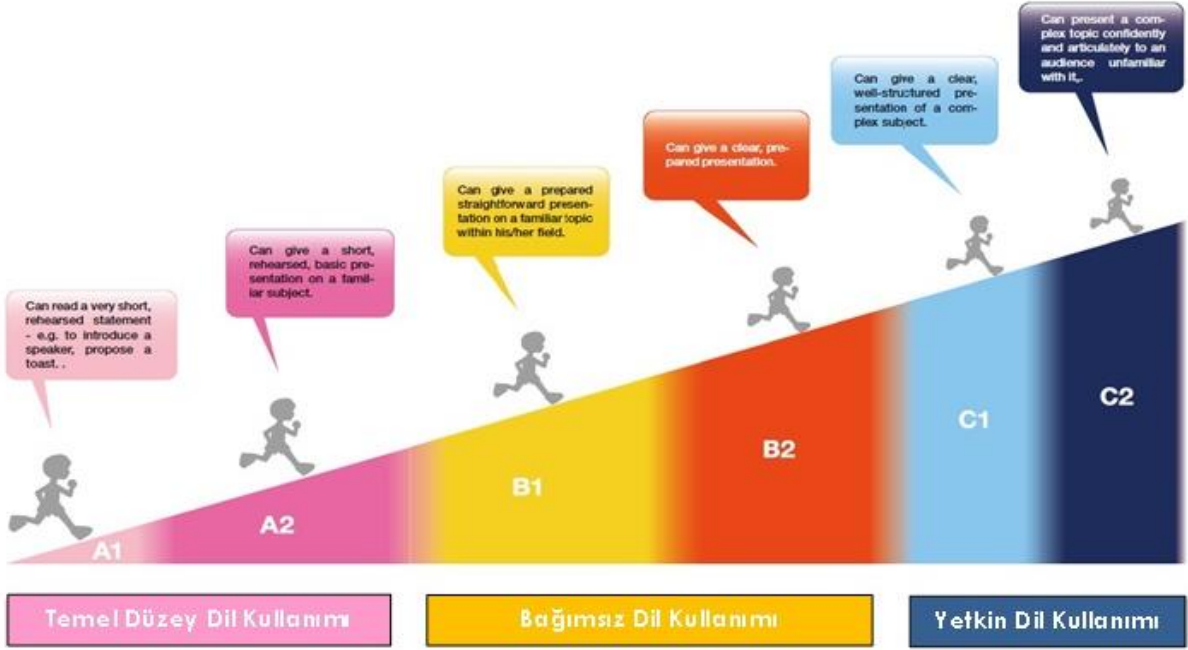 Can read a very short,
rehearsed statement
- e.g. to introduce a
speaker, propose a
toast. .
Can give a short,
rehearsed, basic pre-
sentation on a famil-
iar subject.
Can give a prepared
straightforward presen-
tation on a familiar topic
within his/her field.
Can give a clear, pre-
pared presentation.
Can give a clear,
well-structured pre-
sentation of a com-
plex subject.
Can present a com-
plex topic confidently
and articulately to an
audience unfamiliar
with it,.
A1
A2
B1
B2
C1
C2
Temel Düzey Dil Kullanımı
Bağımsız Dil Kullanımı
Yetkin Dil Kullanımı